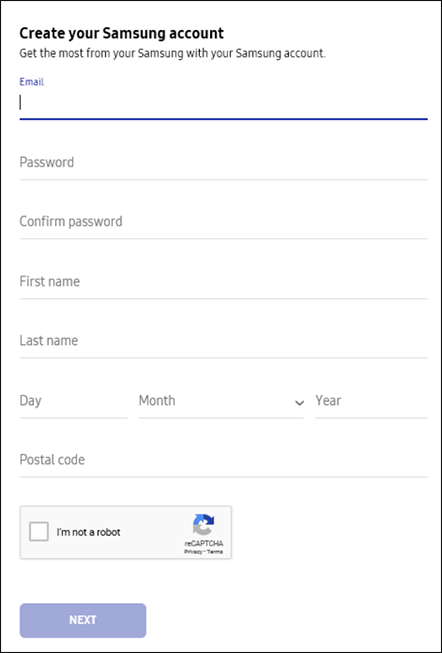 Create your Samsung account
Get the most from your Samsung with your Samsung account.
Email
Password
Confirm password
First name
Last name
Day Month Year
Postal code
I'm not a robot
reCAPTCHA
Privacy - Terms
NEXT